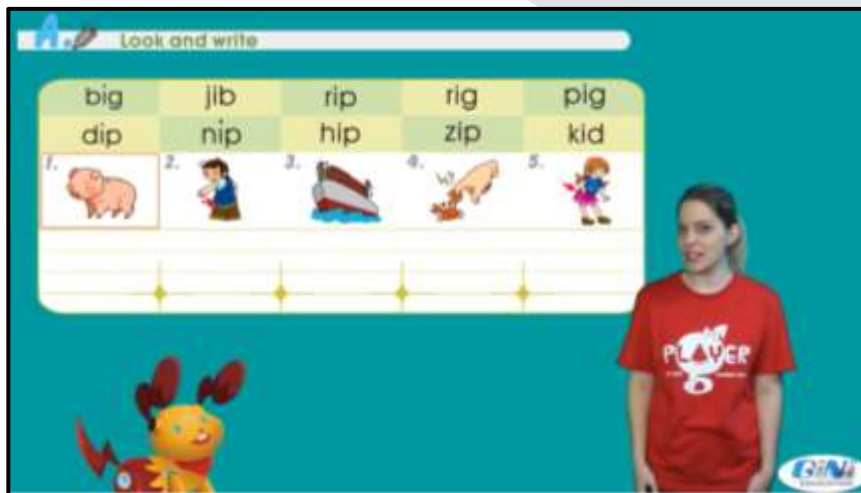 A. Look and write
big jib rip rig pig
dip nip hip zip kid
1. 2. 3. 4. 5.
PLAYER
GiNi